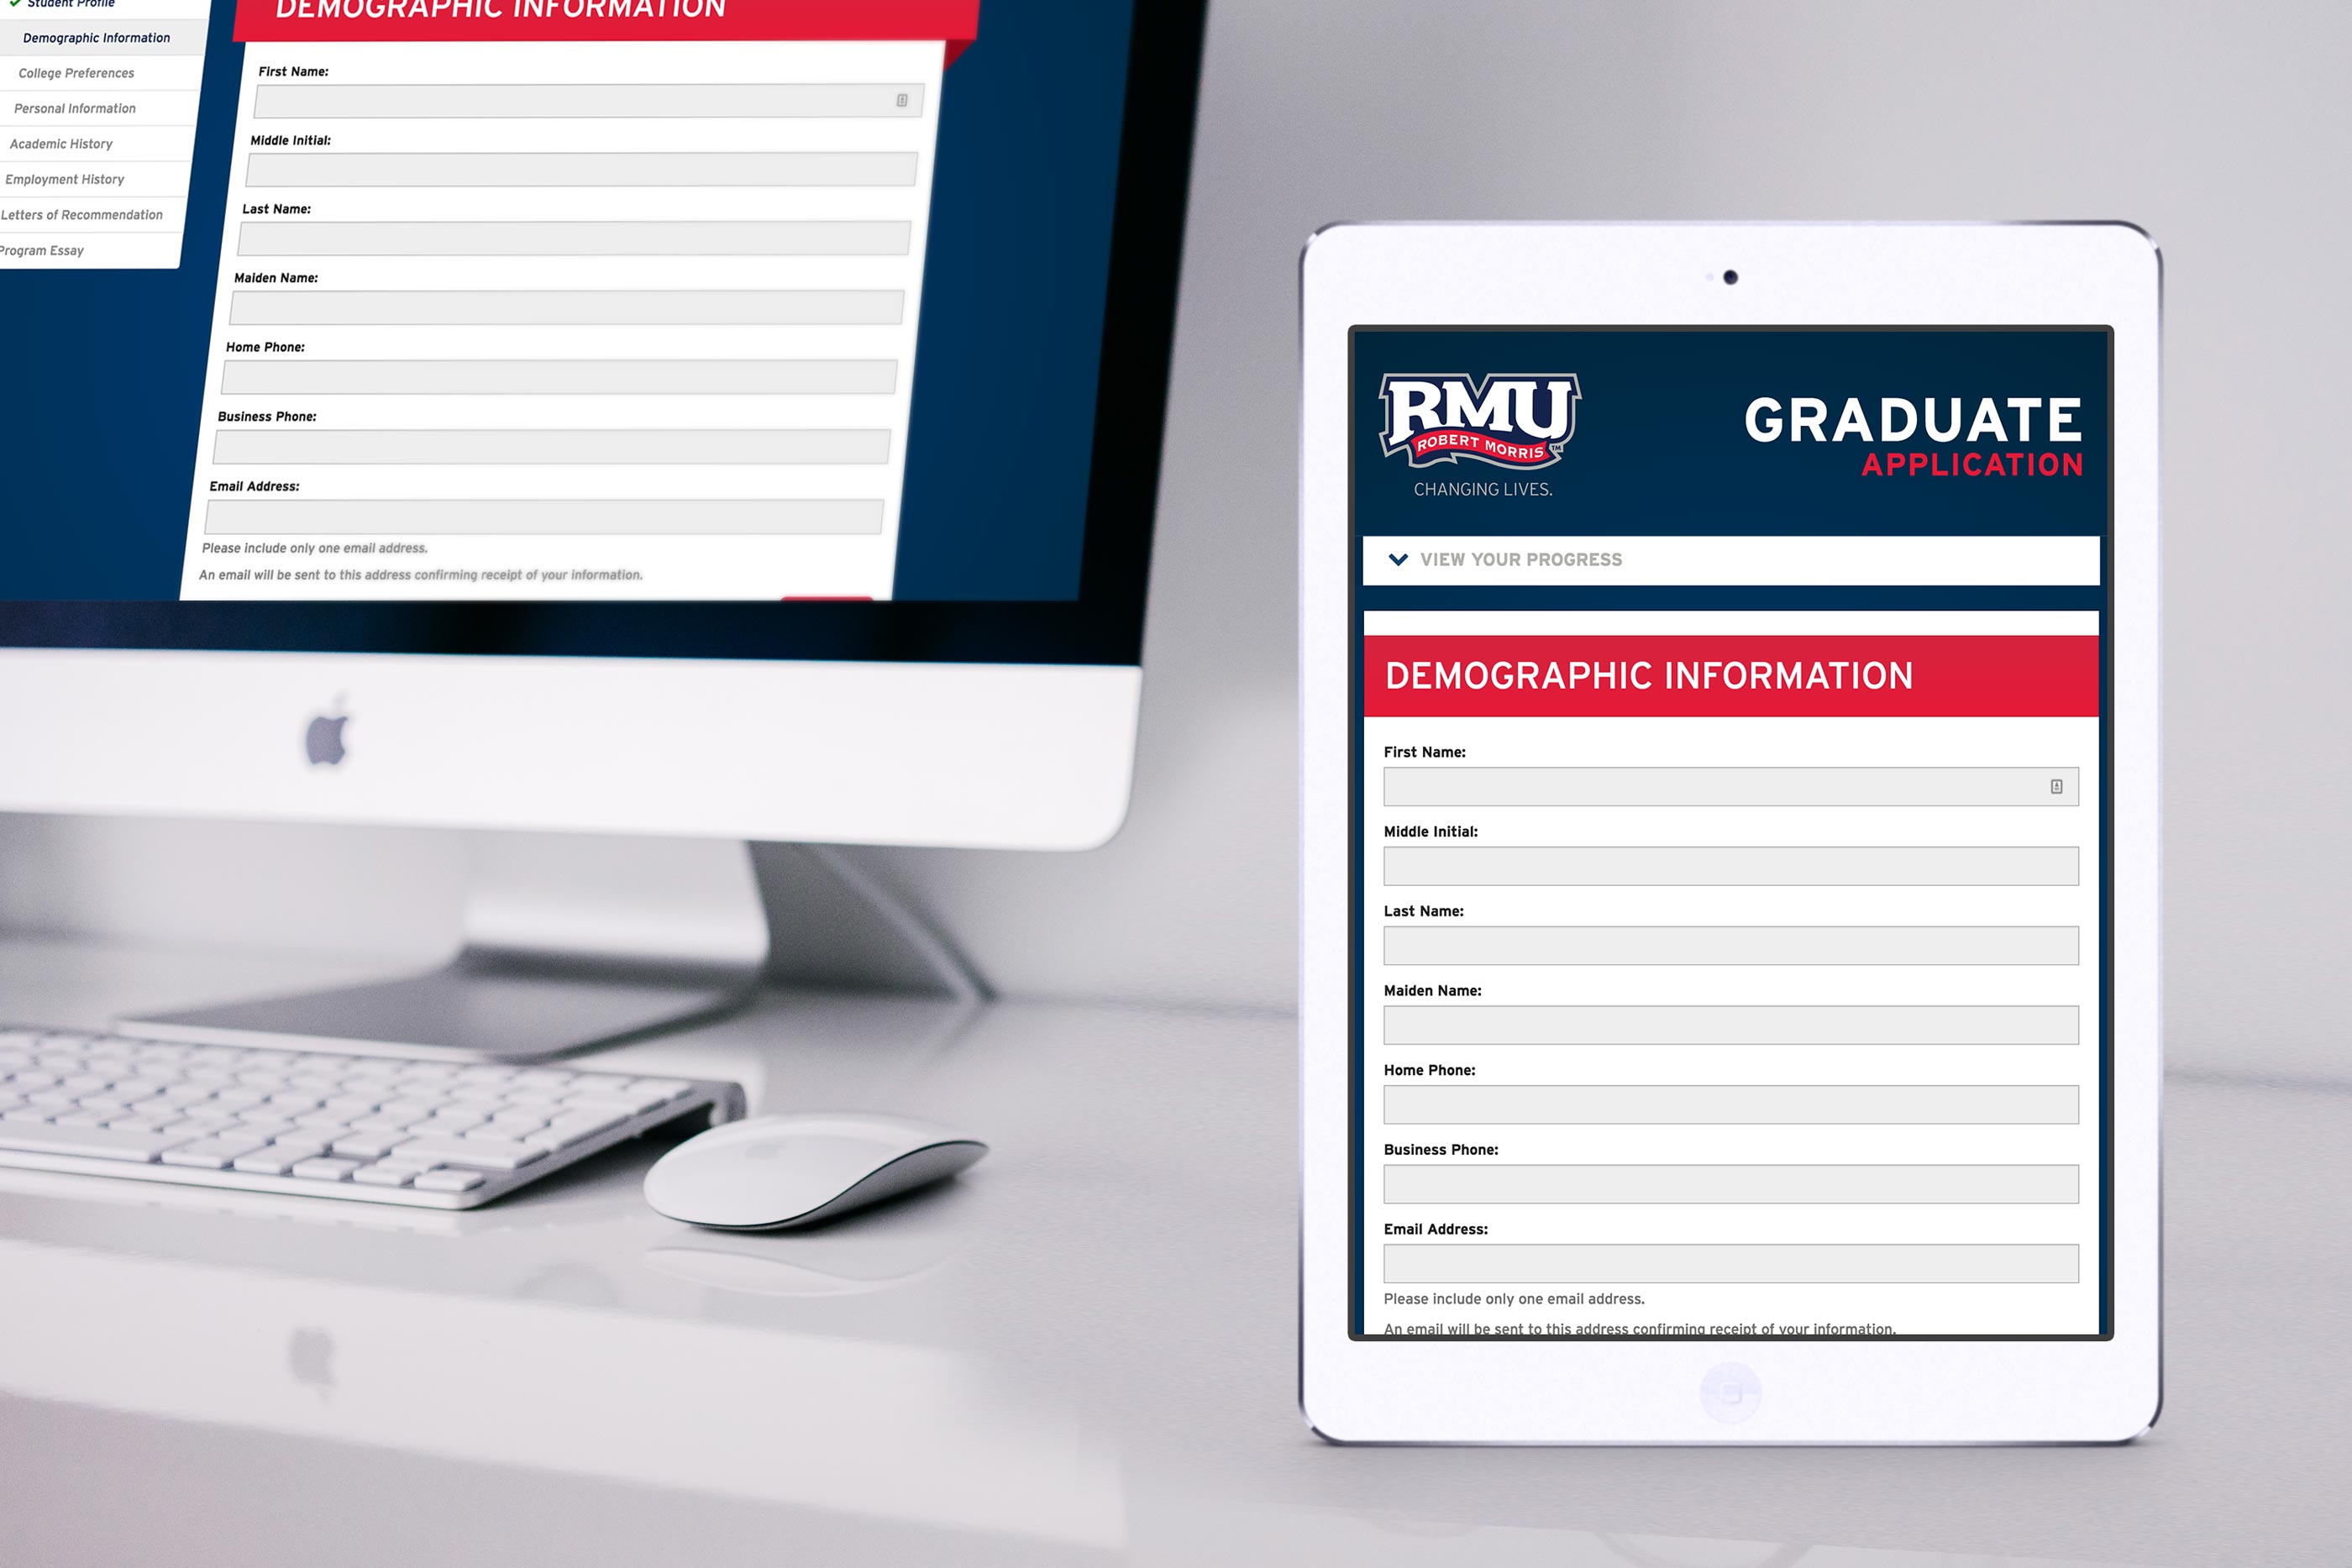 Student Profile
Demographic Information
College Preferences
Personal Information
Academic History
Employment History
Letters of Recommendation
Program Essay
DEMOGRAPHIC INFORMATION
First Name:
Middle Initial:
Last Name:
Maiden Name:
Home Phone:
Business Phone:
Email Address:
Please include only one email address.
An email will be sent to this address confirming receipt of your information.
RMU
ROBERT MORRIS
TM
CHANGING LIVES.
GRADUATE
APPLICATION
VIEW YOUR PROGRESS
DEMOGRAPHIC INFORMATION
First Name:
Middle Initial:
Last Name:
Maiden Name:
Home Phone:
Business Phone:
Email Address:
Please include only one email address.
An email will be sent to this address confirming receipt of your information.